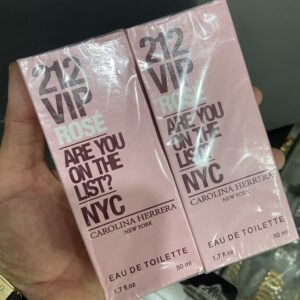 212
VIP
ROSÉ
ARE YOU
ON THE
LIST?
NYC
CAROLINA HERRERA
NEW YORK
EAU DE TOILETTE
1.7 fl.oz 50 ml
212
VIP
ROSÉ
ARE YOU
ON THE
LIST?
NYC
CAROLINA HERRERA
NEW YORK
EAU DE TOILETTE
1.7 fl.oz 50 ml